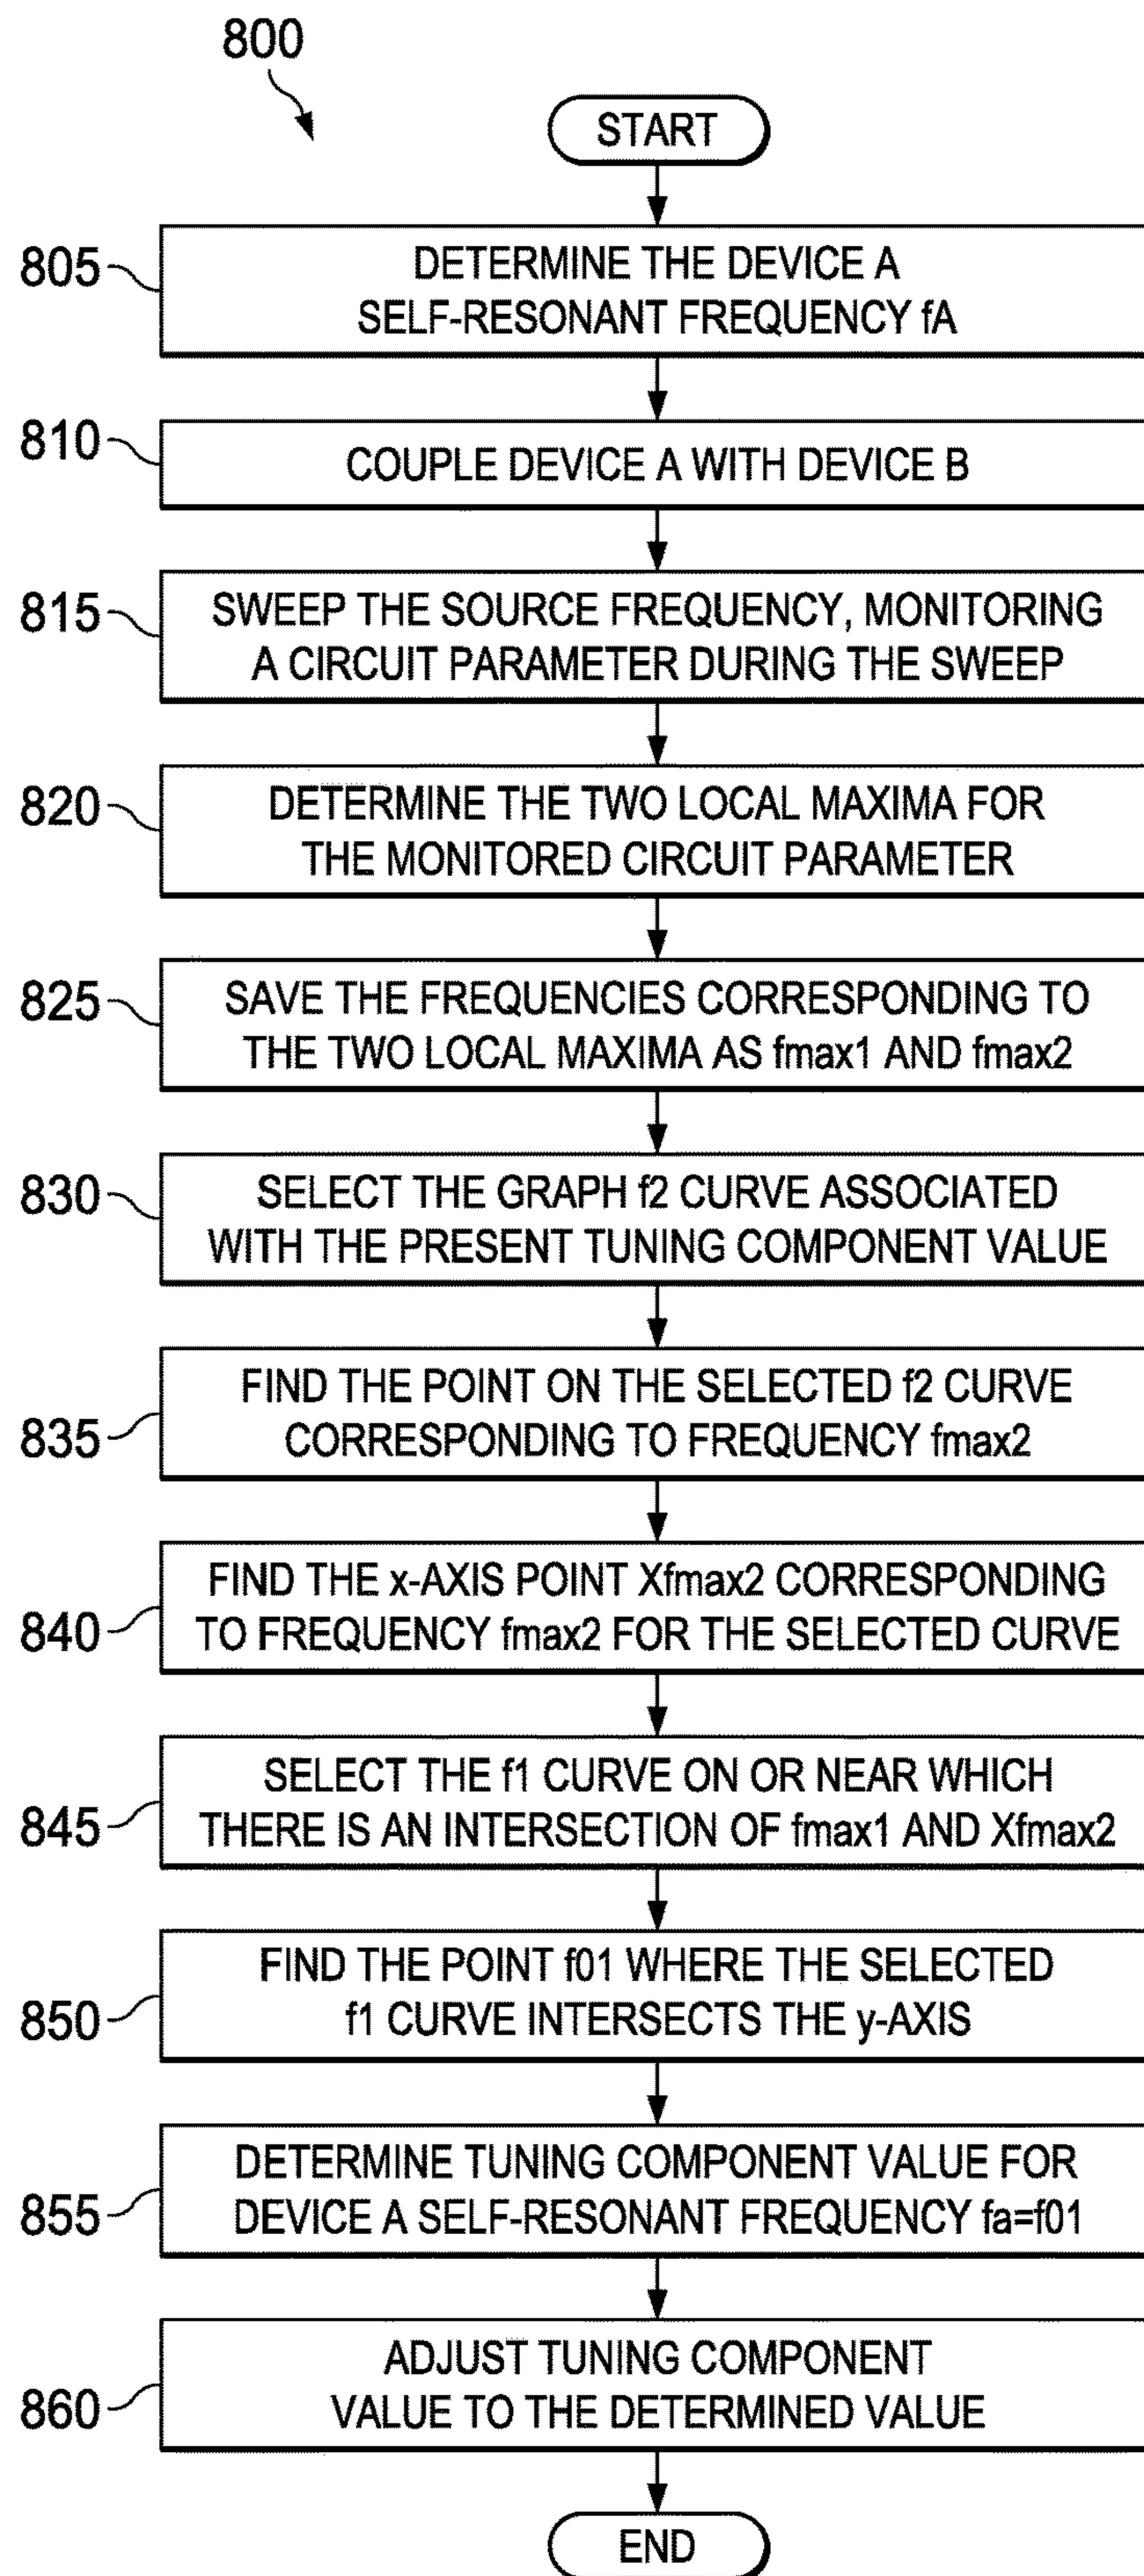 800
START
805
DETERMINE THE DEVICE A
SELF-RESONANT FREQUENCY fA
810
COUPLE DEVICE A WITH DEVICE B
815
SWEEP THE SOURCE FREQUENCY, MONITORING
A CIRCUIT PARAMETER DURING THE SWEEP
820
DETERMINE THE TWO LOCAL MAXIMA FOR
THE MONITORED CIRCUIT PARAMETER
825
SAVE THE FREQUENCIES CORRESPONDING TO
THE TWO LOCAL MAXIMA AS fmax1 AND fmax2
830
SELECT THE GRAPH f2 CURVE ASSOCIATED
WITH THE PRESENT TUNING COMPONENT VALUE
835
FIND THE POINT ON THE SELECTED f2 CURVE
CORRESPONDING TO FREQUENCY fmax2
840
FIND THE x-AXIS POINT Xfmax2 CORRESPONDING
TO FREQUENCY fmax2 FOR THE SELECTED CURVE
845
SELECT THE f1 CURVE ON OR NEAR WHICH
THERE IS AN INTERSECTION OF fmax1 AND Xfmax2
850
FIND THE POINT f01 WHERE THE SELECTED
f1 CURVE INTERSECTS THE y-AXIS
855
DETERMINE TUNING COMPONENT VALUE FOR
DEVICE A SELF-RESONANT FREQUENCY fa=f01
860
ADJUST TUNING COMPONENT
VALUE TO THE DETERMINED VALUE
END